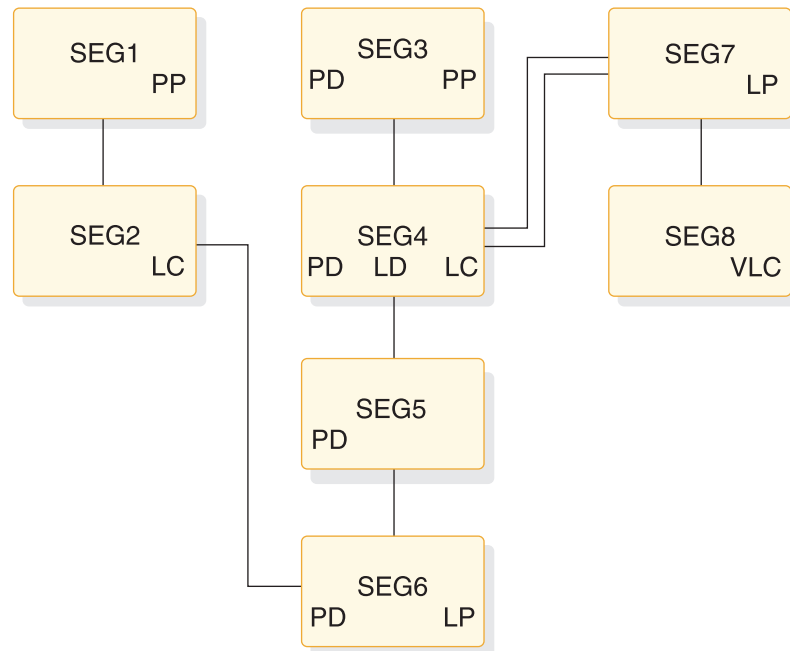 SEG1
PP
SEG3
PD PP
SEG7
LP
SEG2
LC
SEG4
PD LD LC
SEG8
VLC
SEG5
PD
SEG6
PD LP